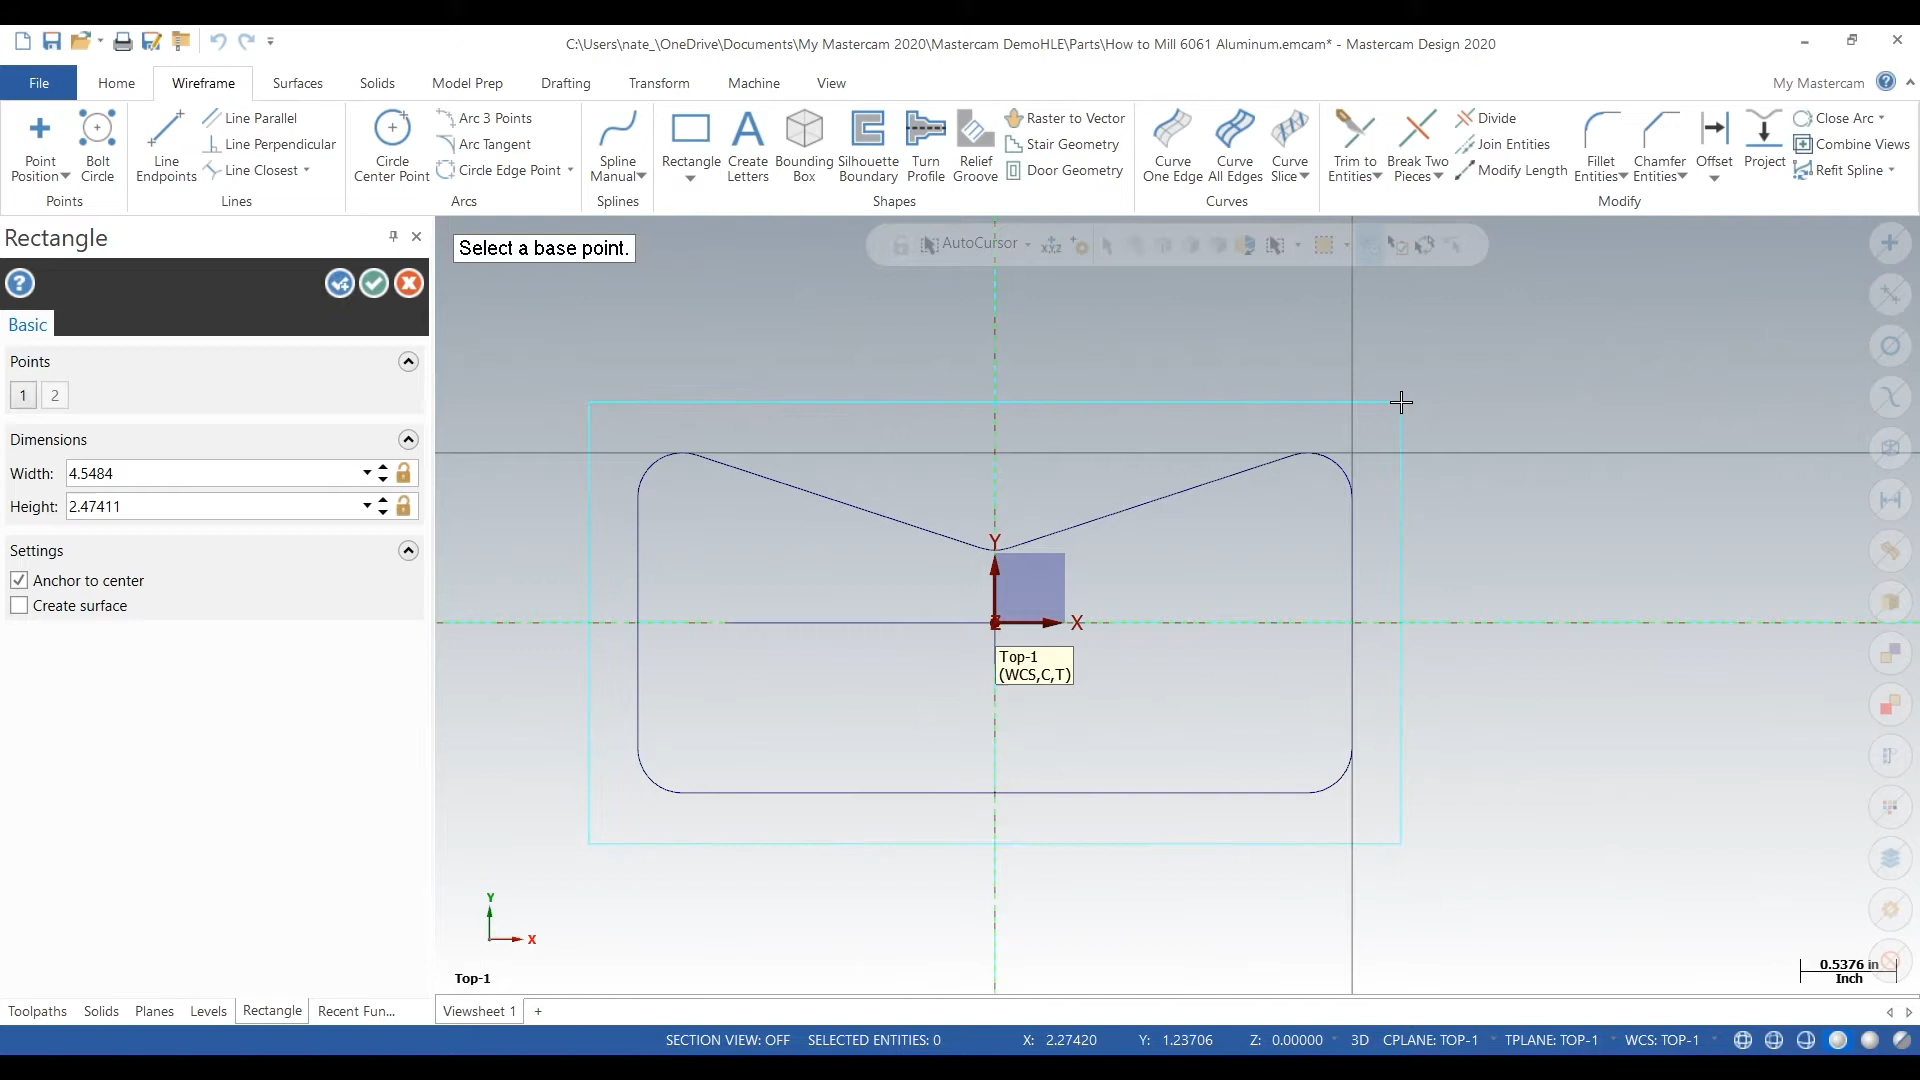 C:\Users\nate_\OneDrive\Documents\My Mastercam 2020\Mastercam DemoHLE\Parts\How to Mill 6061 Aluminum.emcam* - Mastercam Design 2020
File Home Wireframe Surfaces Solids Model Prep Drafting Transform Machine View My Mastercam
Point Position
Bolt Circle
Points
Line Endpoints
Line Parallel
Line Perpendicular
Line Closest
Lines
Circle Center Point
Arc 3 Points
Arc Tangent
Circle Edge Point
Arcs
Spline Manual
Splines
Rectangle
Create Letters
Bounding Box
Silhouette Boundary
Turn Profile
Relief Groove
Raster to Vector
Stair Geometry
Door Geometry
Shapes
Curve One Edge
Curve All Edges
Curve Slice
Curves
Trim to Entities
Break Two Pieces
Divide
Join Entities
Modify Length
Fillet Entities
Chamfer Entities
Offset
Project
Close Arc
Combine Views
Refit Spline
Modify
Rectangle
Basic
Points
1 2
Dimensions
Width: 4.5484
Height: 2.47411
Settings
Anchor to center
Create surface
Select a base point.
AutoCursor
Y
X
Z
Top-1
(WCS,C,T)
Y
X
Top-1
0.5376 in
Inch
Toolpaths Solids Planes Levels Rectangle Recent Fun...
Viewsheet 1 +
SECTION VIEW: OFF SELECTED ENTITIES: 0 X: 2.27420 Y: 1.23706 Z: 0.00000 3D CPLANE: TOP-1 TPLANE: TOP-1 WCS: TOP-1